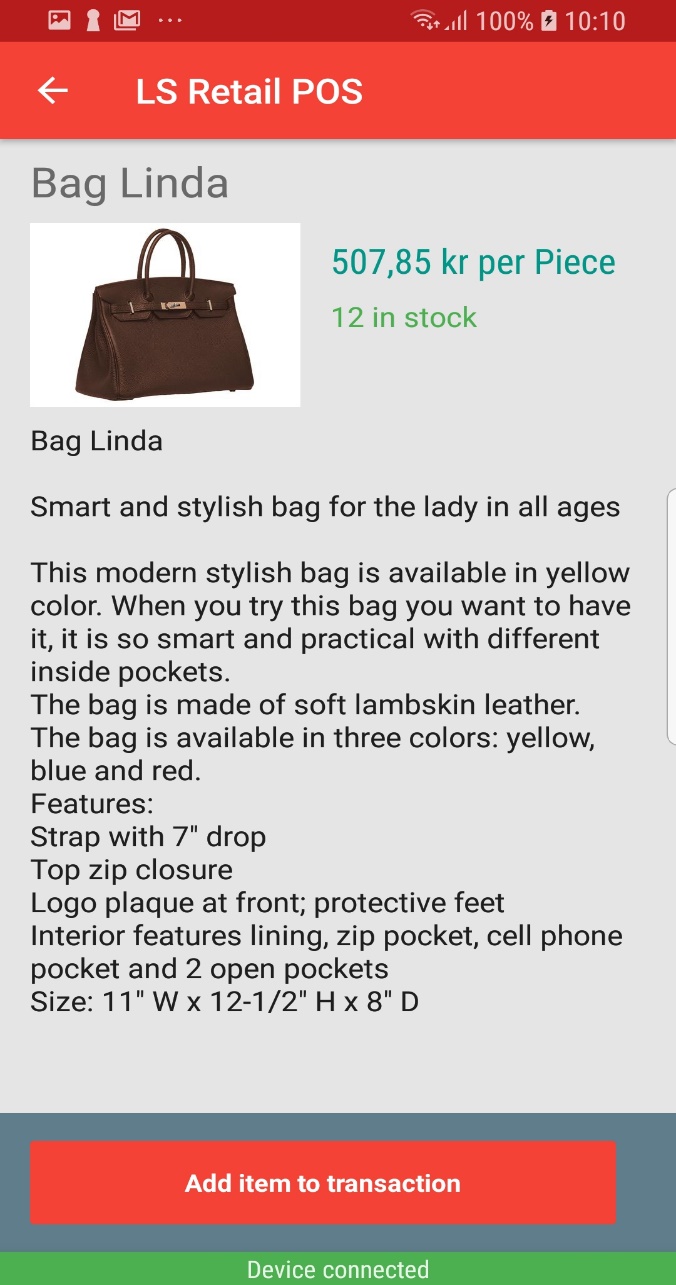 100% 10:10
LS Retail POS
Bag Linda
507,85 kr per Piece
12 in stock
Bag Linda
Smart and stylish bag for the lady in all ages
This modern stylish bag is available in yellow
color. When you try this bag you want to have
it, it is so smart and practical with different
inside pockets.
The bag is made of soft lambskin leather.
The bag is available in three colors: yellow,
blue and red.
Features:
Strap with 7" drop
Top zip closure
Logo plaque at front; protective feet
Interior features lining, zip pocket, cell phone
pocket and 2 open pockets
Size: 11" W x 12-1/2" H x 8" D
Add item to transaction
Device connected